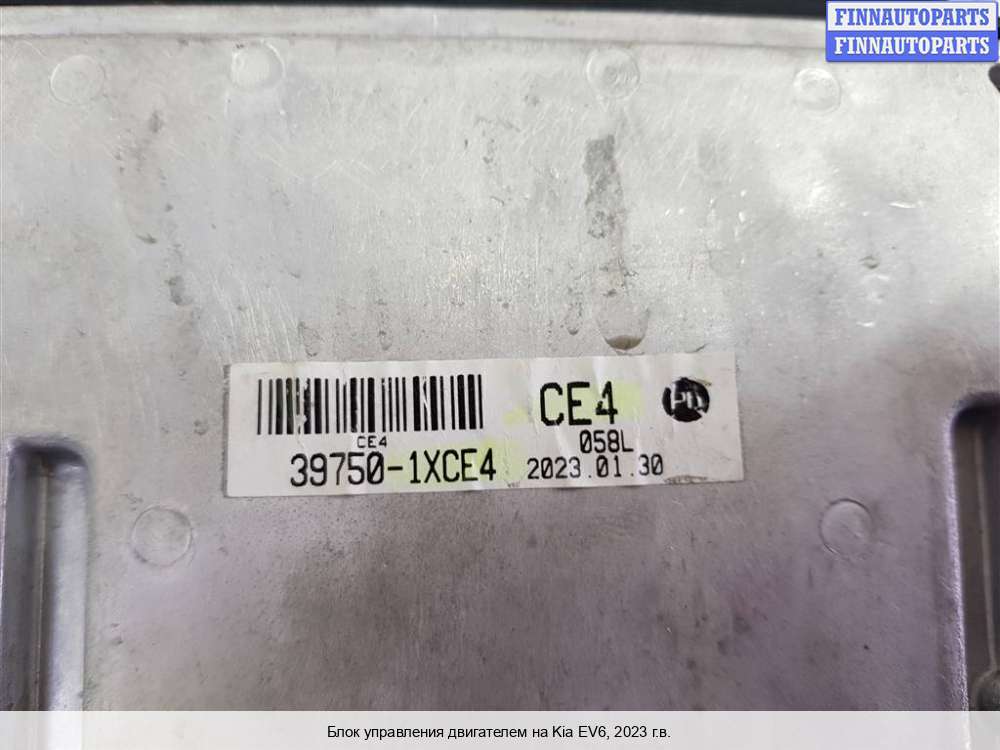 FINNAUTOPARTS
FINNAUTOPARTS
CE4
CE4
058L
39750-1XCE4
2023.01.30
Блок управления двигателем на Kia EV6, 2023 г.в.